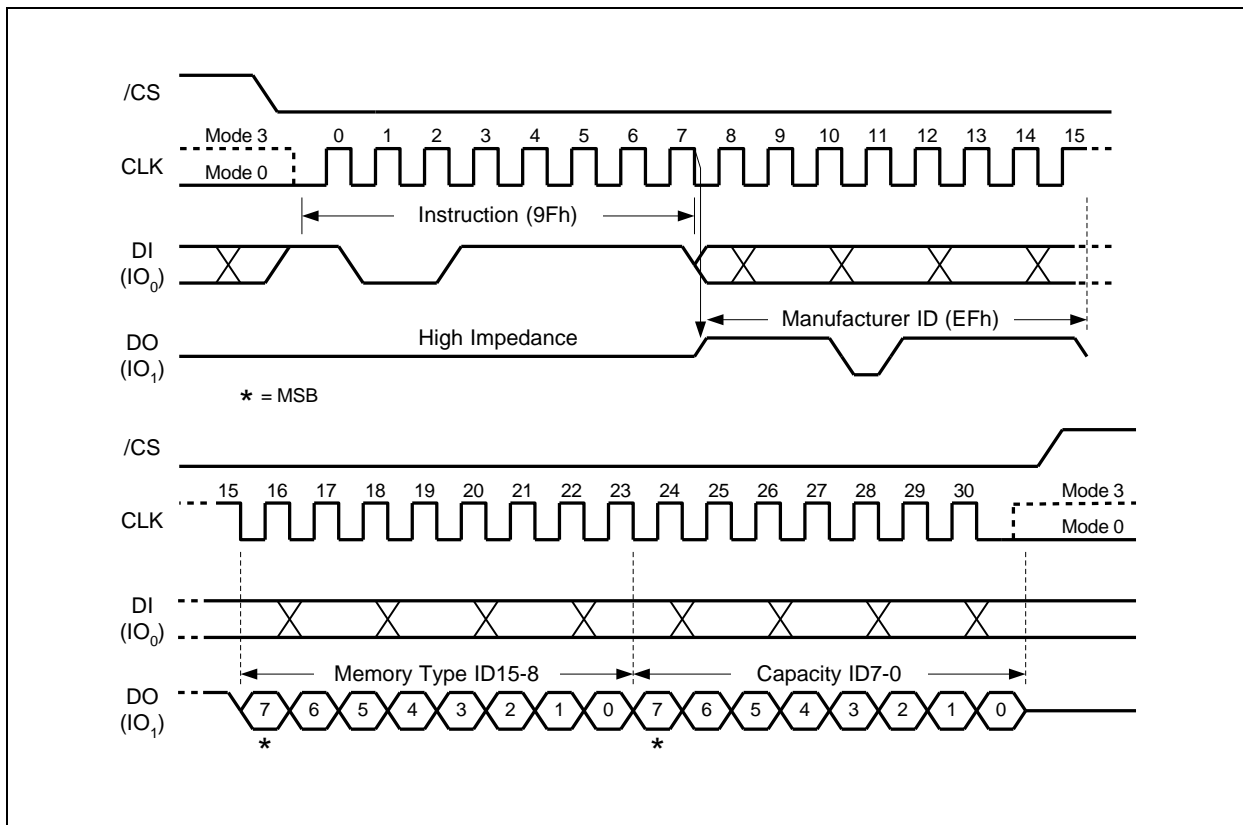 /CS
Mode 3 0 1 2 3 4 5 6 7 8 9 10 11 12 13 14 15
CLK
Mode 0
Instruction (9Fh)
DI
(IO0)
Manufacturer ID (EFh)
High Impedance
DO
(IO1)
* = MSB
/CS
15 16 17 18 19 20 21 22 23 24 25 26 27 28 29 30 Mode 3
CLK
Mode 0
DI
(IO0)
Memory Type ID15-8 Capacity ID7-0
DO
(IO1)
7 6 5 4 3 2 1 0 7 6 5 4 3 2 1 0
* *